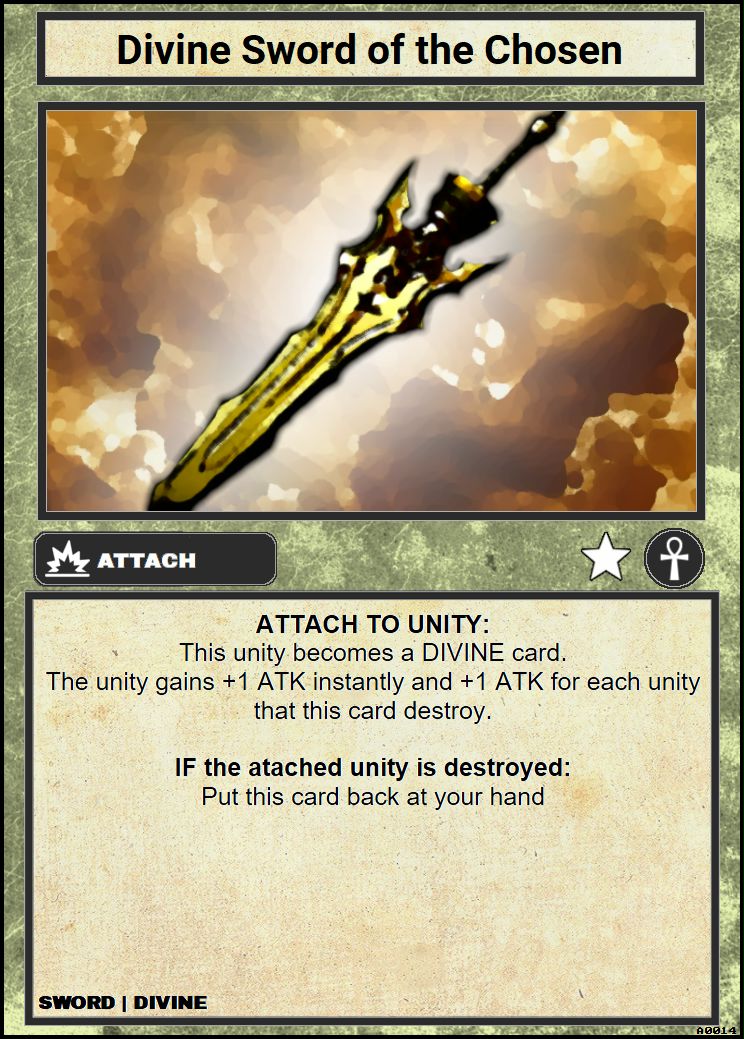 Divine Sword of the Chosen
ATTACH
ATTACH TO UNITY:
This unity becomes a DIVINE card.
The unity gains +1 ATK instantly and +1 ATK for each unity
that this card destroy.
IF the atached unity is destroyed:
Put this card back at your hand
SWORD | DIVINE
A0014